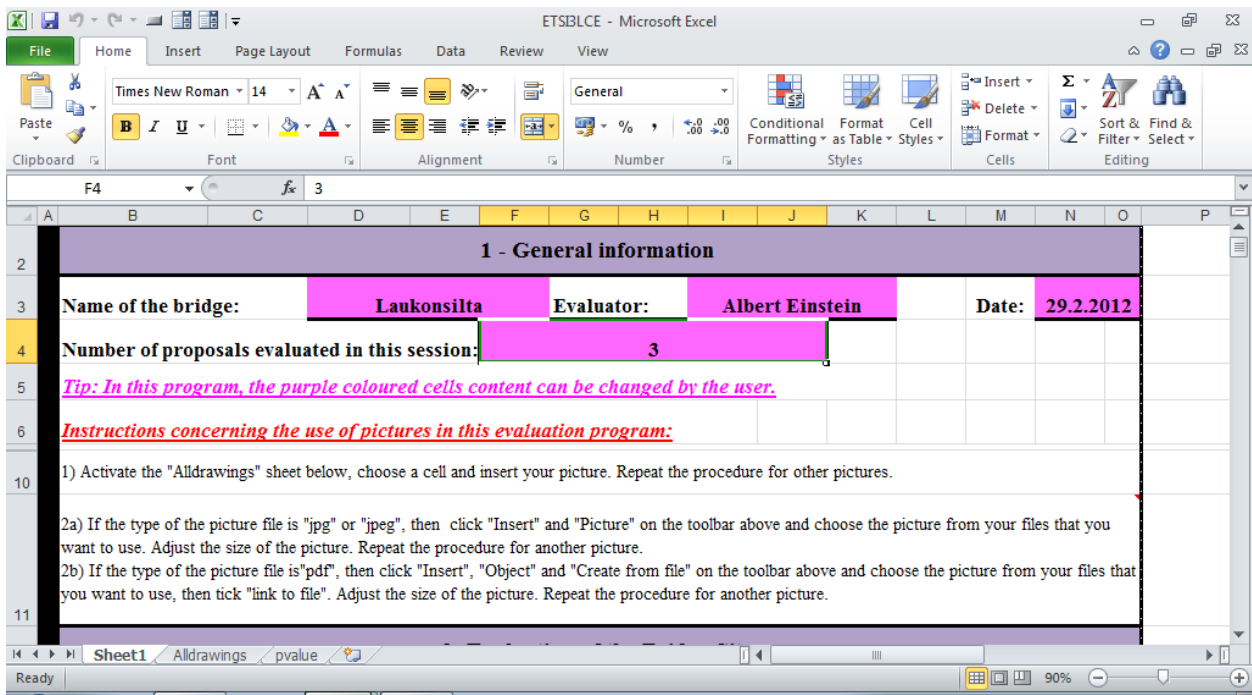 ETSI3LCE - Microsoft Excel
File Home Insert Page Layout Formulas Data Review View
Paste
Times New Roman 14 A A
B I U A
General
% , .00 .00
Conditional Formatting
Format as Table
Cell Styles
Insert
Delete
Format
Σ
Sort & Filter
Find & Select
Clipboard Font Alignment Number Styles Cells Editing
F4 fx 3
A B C D E F G H I J K L M N O P
2 1 - General information
3 Name of the bridge: Laukonsilta Evaluator: Albert Einstein Date: 29.2.2012
4 Number of proposals evaluated in this session: 3
5 Tip: In this program, the purple coloured cells content can be changed by the user.
6 Instructions concerning the use of pictures in this evaluation program:
10 1) Activate the "Alldrawings" sheet below, choose a cell and insert your picture. Repeat the procedure for other pictures.
2a) If the type of the picture file is "jpg" or "jpeg", then click "Insert" and "Picture" on the toolbar above and choose the picture from your files that you
want to use. Adjust the size of the picture. Repeat the procedure for another picture.
2b) If the type of the picture file is"pdf", then click "Insert", "Object" and "Create from file" on the toolbar above and choose the picture from your files that
you want to use, then tick "link to file". Adjust the size of the picture. Repeat the procedure for another picture.
11
Sheet1 Alldrawings pvalue
Ready 90%